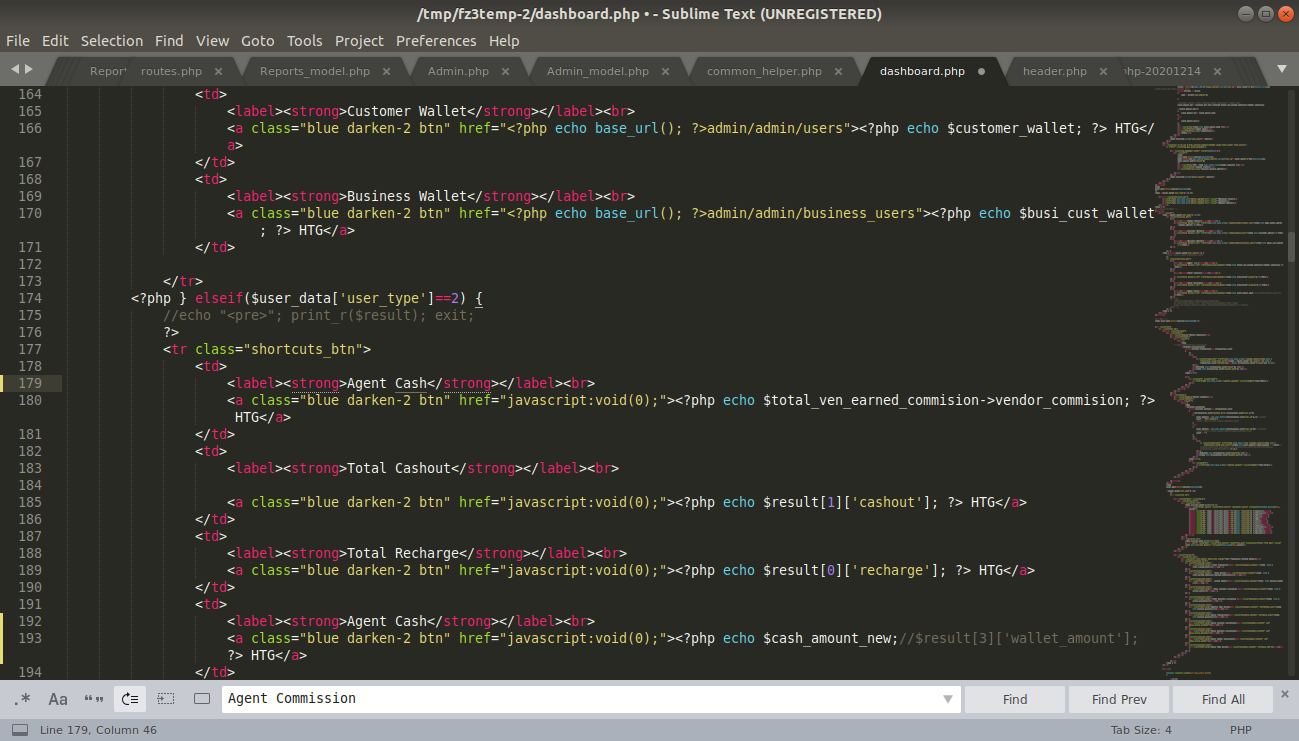 /tmp/fz3temp-2/dashboard.php • - Sublime Text (UNREGISTERED)
File Edit Selection Find View Goto Tools Project Preferences Help
Report routes.php × Reports_model.php × Admin.php × Admin_model.php × common_helper.php × dashboard.php header.php × hp-20201214 ×
164 <td>
165 <label><strong>Customer Wallet</strong></label><br>
166 <a class="blue darken-2 btn" href="<?php echo base_url(); ?>admin/admin/users"><?php echo $customer_wallet; ?> HTG</
a>
167 </td>
168 <td>
169 <label><strong>Business Wallet</strong></label><br>
170 <a class="blue darken-2 btn" href="<?php echo base_url(); ?>admin/admin/business_users"><?php echo $busi_cust_wallet
; ?> HTG</a>
171 </td>
172
173 </tr>
174 <?php } elseif($user_data['user_type']==2) {
175 //echo "<pre>"; print_r($result); exit;
176 ?>
177 <tr class="shortcuts_btn">
178 <td>
179 <label><strong>Agent Cash</strong></label><br>
180 <a class="blue darken-2 btn" href="javascript:void(0);"><?php echo $total_ven_earned_commision->vendor_commision; ?>
HTG</a>
181 </td>
182 <td>
183 <label><strong>Total Cashout</strong></label><br>
184
185 <a class="blue darken-2 btn" href="javascript:void(0);"><?php echo $result[1]['cashout']; ?> HTG</a>
186 </td>
187 <td>
188 <label><strong>Total Recharge</strong></label><br>
189 <a class="blue darken-2 btn" href="javascript:void(0);"><?php echo $result[0]['recharge']; ?> HTG</a>
190 </td>
191 <td>
192 <label><strong>Agent Cash</strong></label><br>
193 <a class="blue darken-2 btn" href="javascript:void(0);"><?php echo $cash_amount_new;//$result[3]['wallet_amount'];
?> HTG</a>
194 </td>
.* Aa “” Agent Commission Find Find Prev Find All ×
Line 179, Column 46 Tab Size: 4 PHP